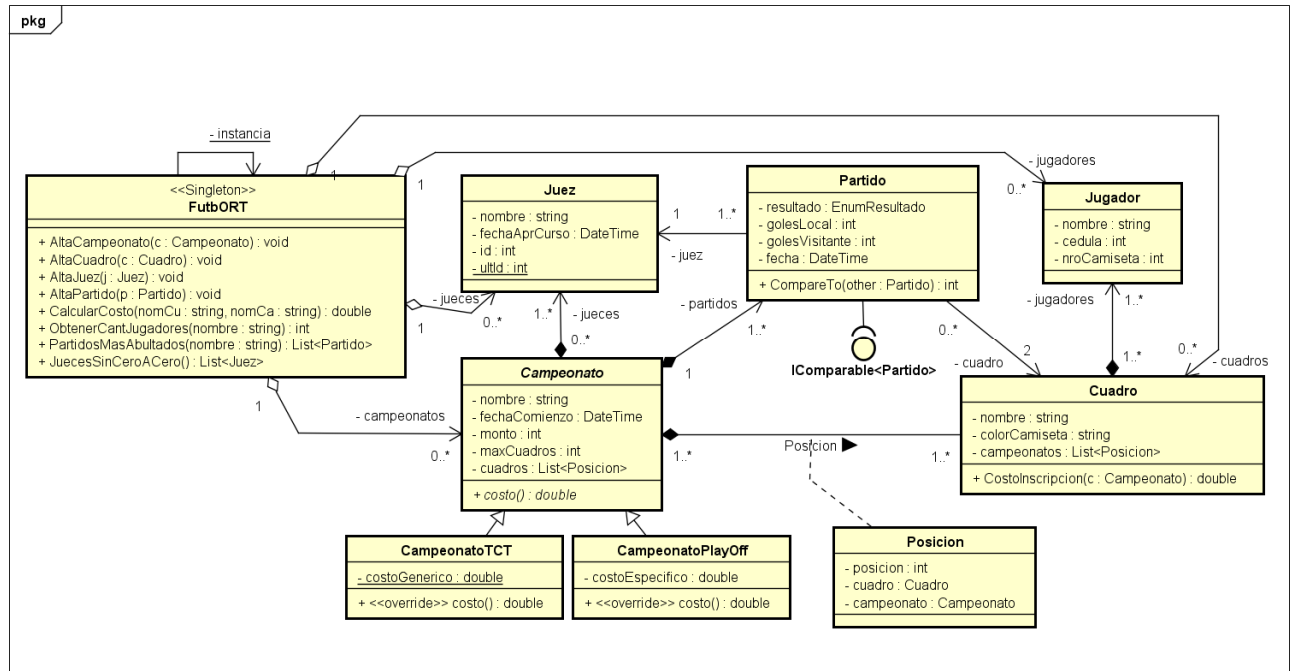 pkg
- instancia
<<Singleton>>
FutbORT
+ AltaCampeonato(c : Campeonato) : void
+ AltaCuadro(c : Cuadro) : void
+ AltaJuez(j : Juez) : void
+ AltaPartido(p : Partido) : void
+ CalcularCosto(nomCu : string, nomCa : string) : double
+ ObtenerCantJugadores(nombre : string) : int
+ PartidosMasAbultados(nombre : string) : List<Partido>
+ JuecesSinCeroACero() : List<Juez>
1
1
1
1
- jueces
0..*
- campeonatos
0..*
Juez
- nombre : string
- fechaAprCurso : DateTime
- id : int
- ultId : int
1
1..*
- juez
1..*
- jueces
0..*
Partido
- resultado : EnumResultado
- golesLocal : int
- golesVisitante : int
- fecha : DateTime
+ CompareTo(other : Partido) : int
- partidos
1..*
1
IComparable<Partido>
0..*
2
- cuadro
- jugadores
0..*
Jugador
- nombre : string
- cedula : int
- nroCamiseta : int
- jugadores
1..*
1..*
0..*
- cuadros
Campeonato
- nombre : string
- fechaComienzo : DateTime
- monto : int
- maxCuadros : int
- cuadros : List<Posicion>
+ costo() : double
1..*
Posicion
1..*
Cuadro
- nombre : string
- colorCamiseta : string
- campeonatos : List<Posicion>
+ CostoInscripcion(c : Campeonato) : double
CampeonatoTCT
- costoGenerico : double
+ <<override>> costo() : double
CampeonatoPlayOff
- costoEspecifico : double
+ <<override>> costo() : double
Posicion
- posicion : int
- cuadro : Cuadro
- campeonato : Campeonato